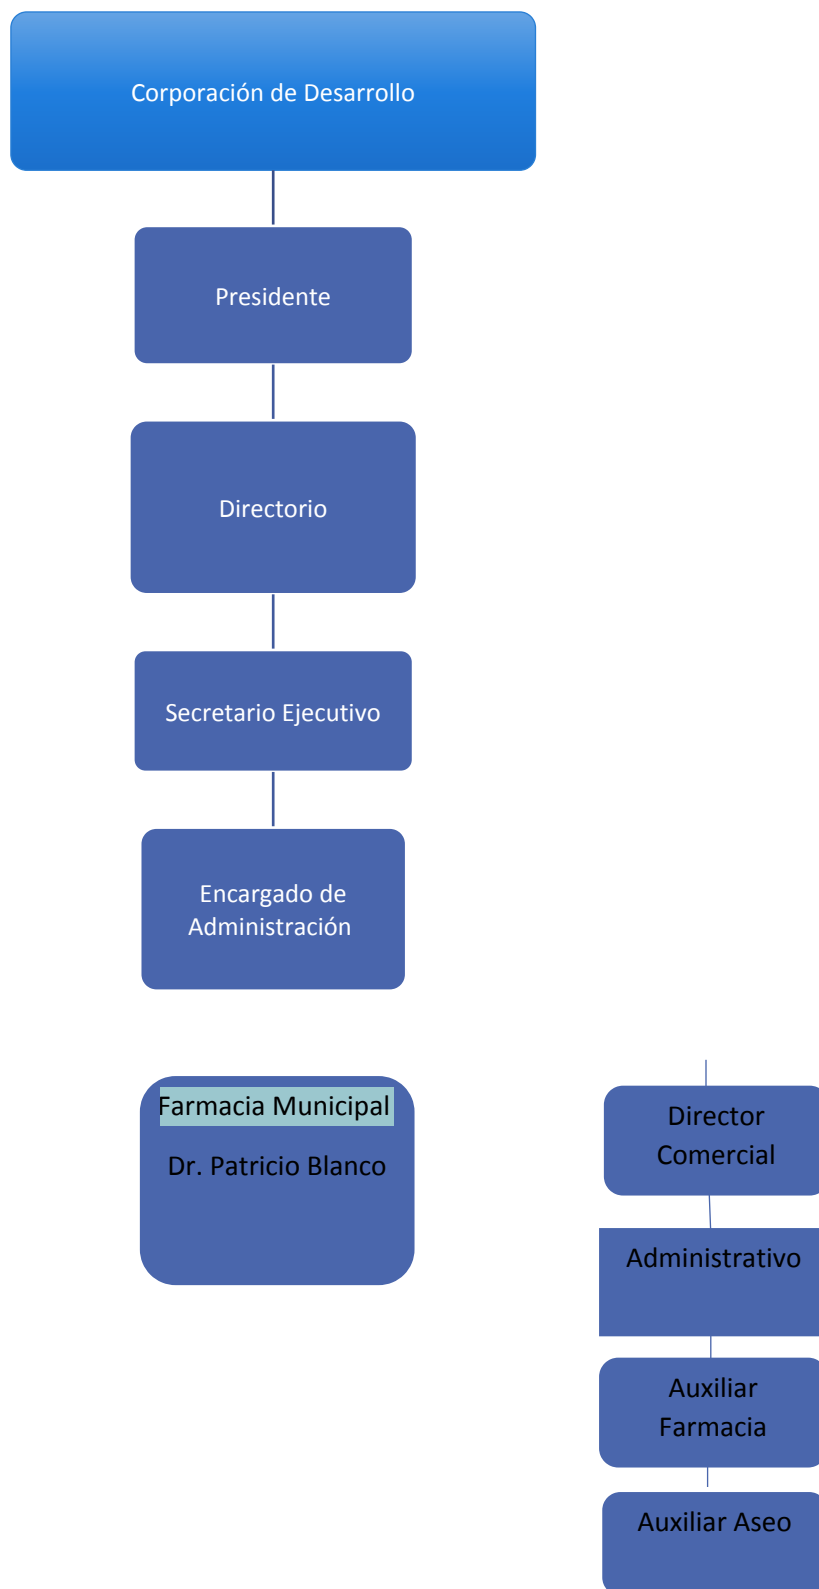 Corporación de Desarrollo
Presidente
Directorio
Secretario Ejecutivo
Encargado de
Administración
Farmacia Municipal
Dr. Patricio Blanco
Director
Comercial
Administrativo
Auxiliar
Farmacia
Auxiliar Aseo